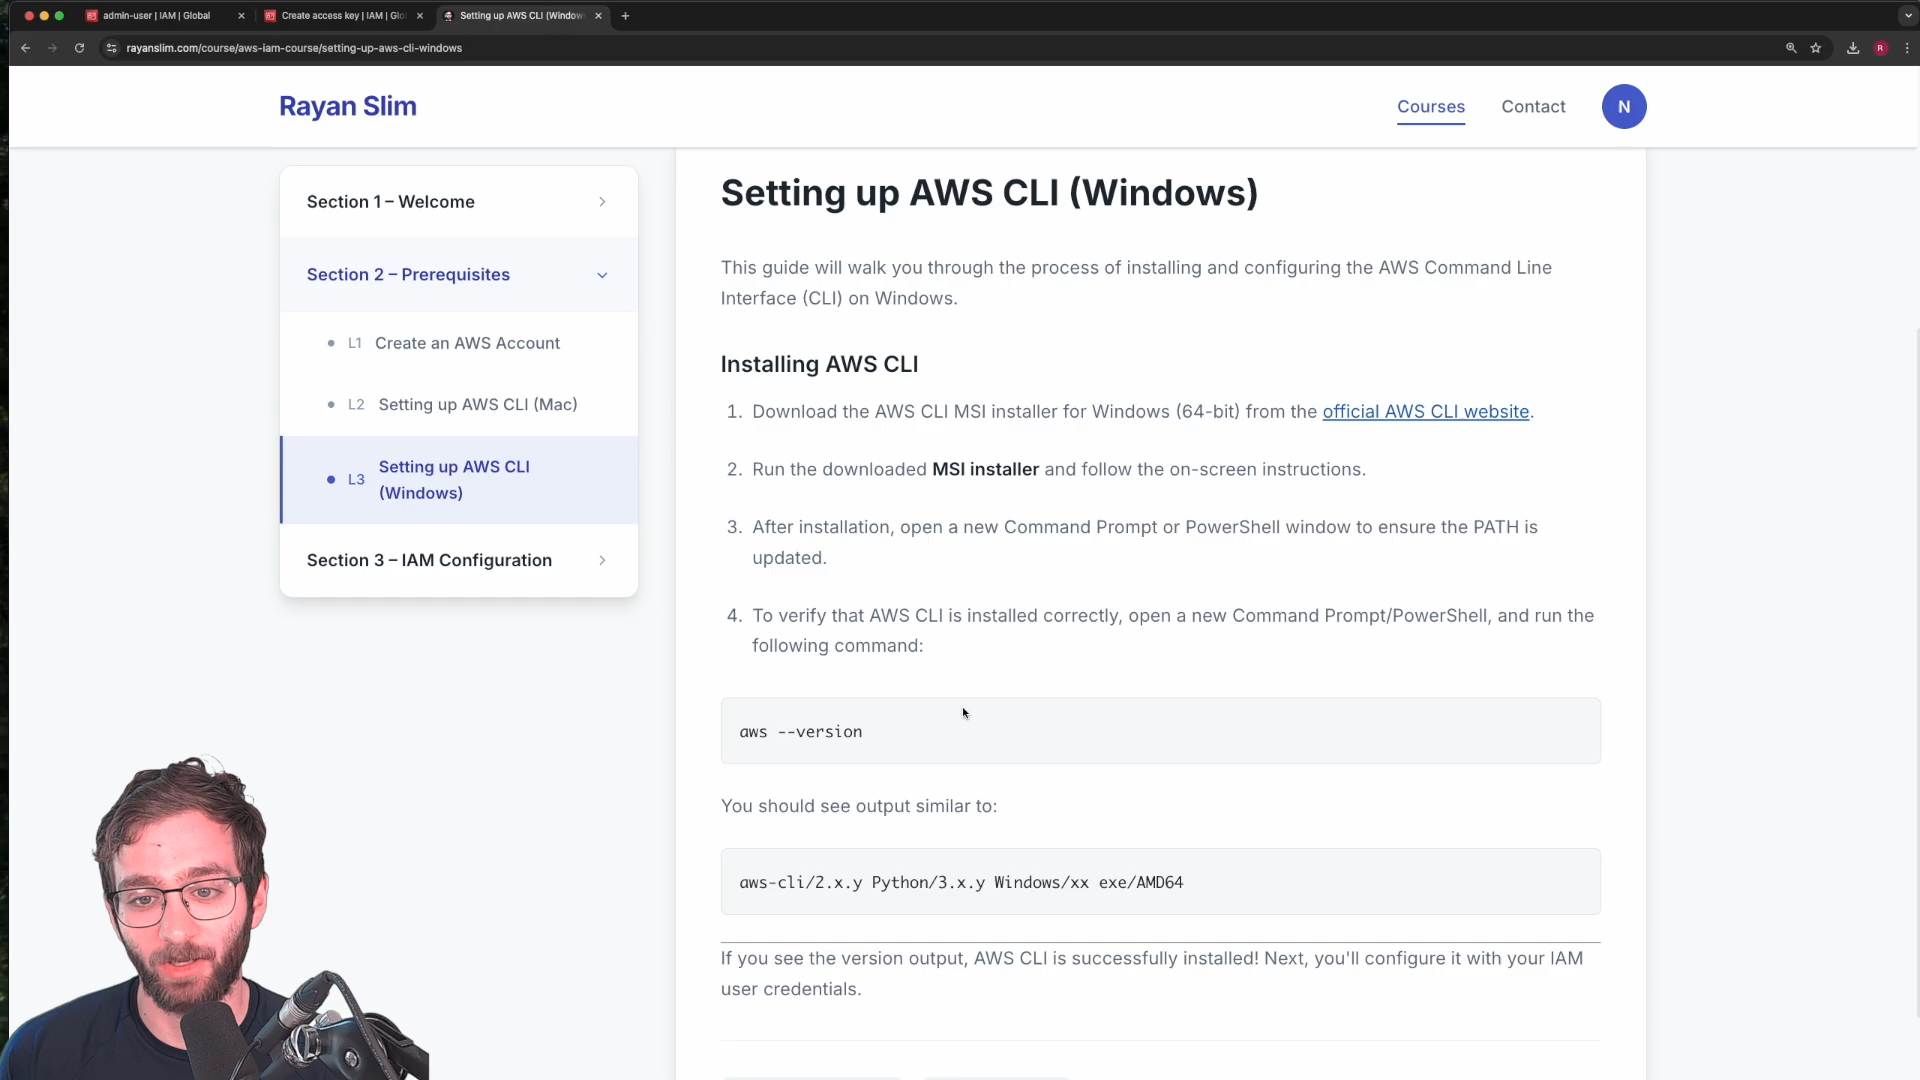 admin-user | IAM | Global
Create access key | IAM | Glo
Setting up AWS CLI (Window
rayanslim.com/course/aws-iam-course/setting-up-aws-cli-windows
R
Rayan Slim
Courses
Contact
N
Section 1 – Welcome
Section 2 – Prerequisites
L1 Create an AWS Account
L2 Setting up AWS CLI (Mac)
L3 Setting up AWS CLI
(Windows)
Section 3 – IAM Configuration
Setting up AWS CLI (Windows)
This guide will walk you through the process of installing and configuring the AWS Command Line
Interface (CLI) on Windows.
Installing AWS CLI
1. Download the AWS CLI MSI installer for Windows (64-bit) from the official AWS CLI website.
2. Run the downloaded MSI installer and follow the on-screen instructions.
3. After installation, open a new Command Prompt or PowerShell window to ensure the PATH is
updated.
4. To verify that AWS CLI is installed correctly, open a new Command Prompt/PowerShell, and run the
following command:
aws --version
You should see output similar to:
aws-cli/2.x.y Python/3.x.y Windows/xx exe/AMD64
If you see the version output, AWS CLI is successfully installed! Next, you'll configure it with your IAM
user credentials.